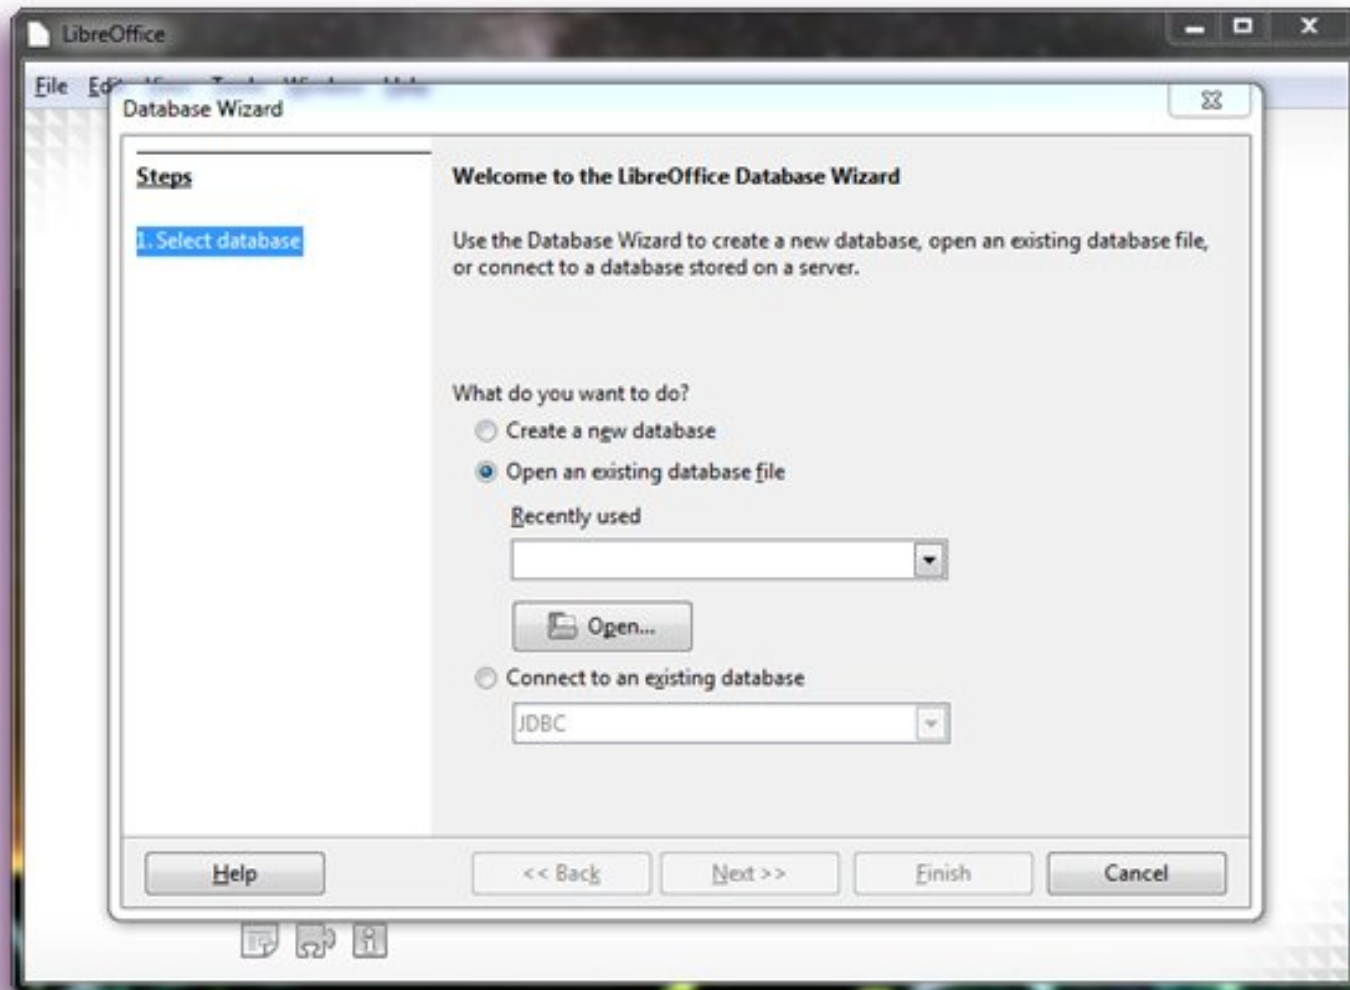 LibreOffice
File
Database Wizard
Steps
1. Select database
Welcome to the LibreOffice Database Wizard
Use the Database Wizard to create a new database, open an existing database file,
or connect to a database stored on a server.
What do you want to do?
Create a new database
Open an existing database file
Recently used
Open...
Connect to an existing database
JDBC
Help
<< Back
Next >>
Finish
Cancel